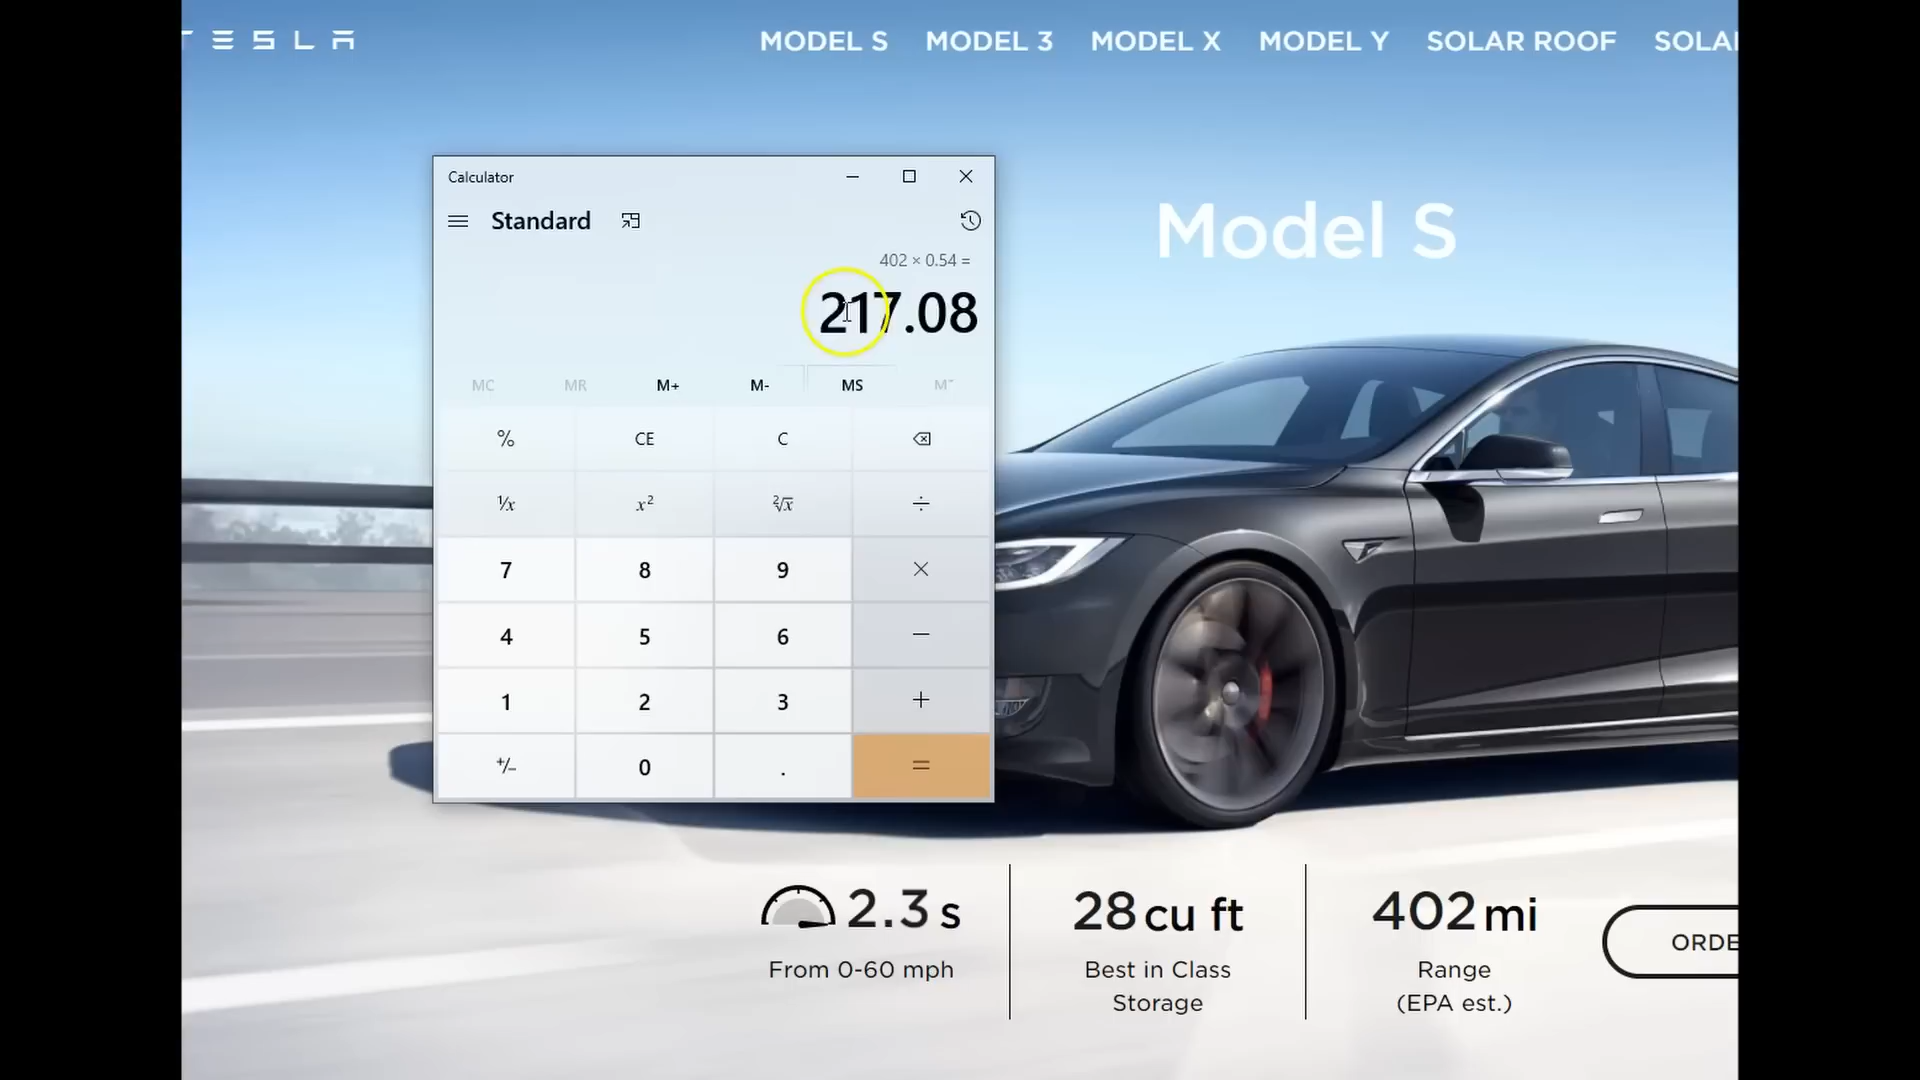 TESLA
MODEL S MODEL 3 MODEL X MODEL Y SOLAR ROOF SOLA
Calculator
Standard
402 × 0.54 =
217.08
MC MR M+ M- MS M˅
% CE C
¹/x x² ²√x ÷
7 8 9 ×
4 5 6 −
1 2 3 +
+/− 0 . =
Model S
2.3 s
From 0-60 mph
28 cu ft
Best in Class
Storage
402 mi
Range
(EPA est.)
ORDE